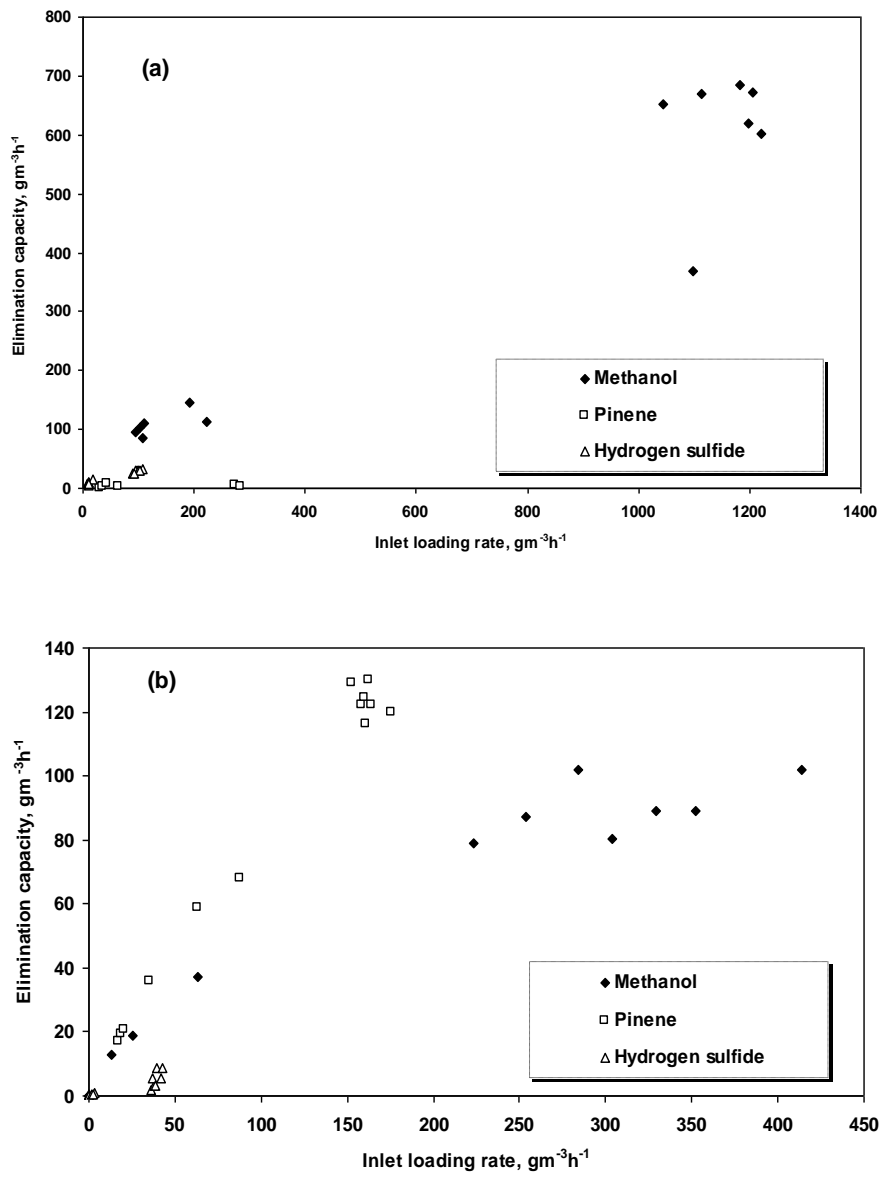 800
(a)
700
600
500
400
300
200
100
0
Elimination capacity, gm⁻³h⁻¹
Methanol
Pinene
Hydrogen sulfide
0 200 400 600 800 1000 1200 1400
Inlet loading rate, gm⁻³h⁻¹
140
(b)
120
100
80
60
40
20
0
Elimination capacity, gm⁻³h⁻¹
Methanol
Pinene
Hydrogen sulfide
0 50 100 150 200 250 300 350 400 450
Inlet loading rate, gm⁻³h⁻¹